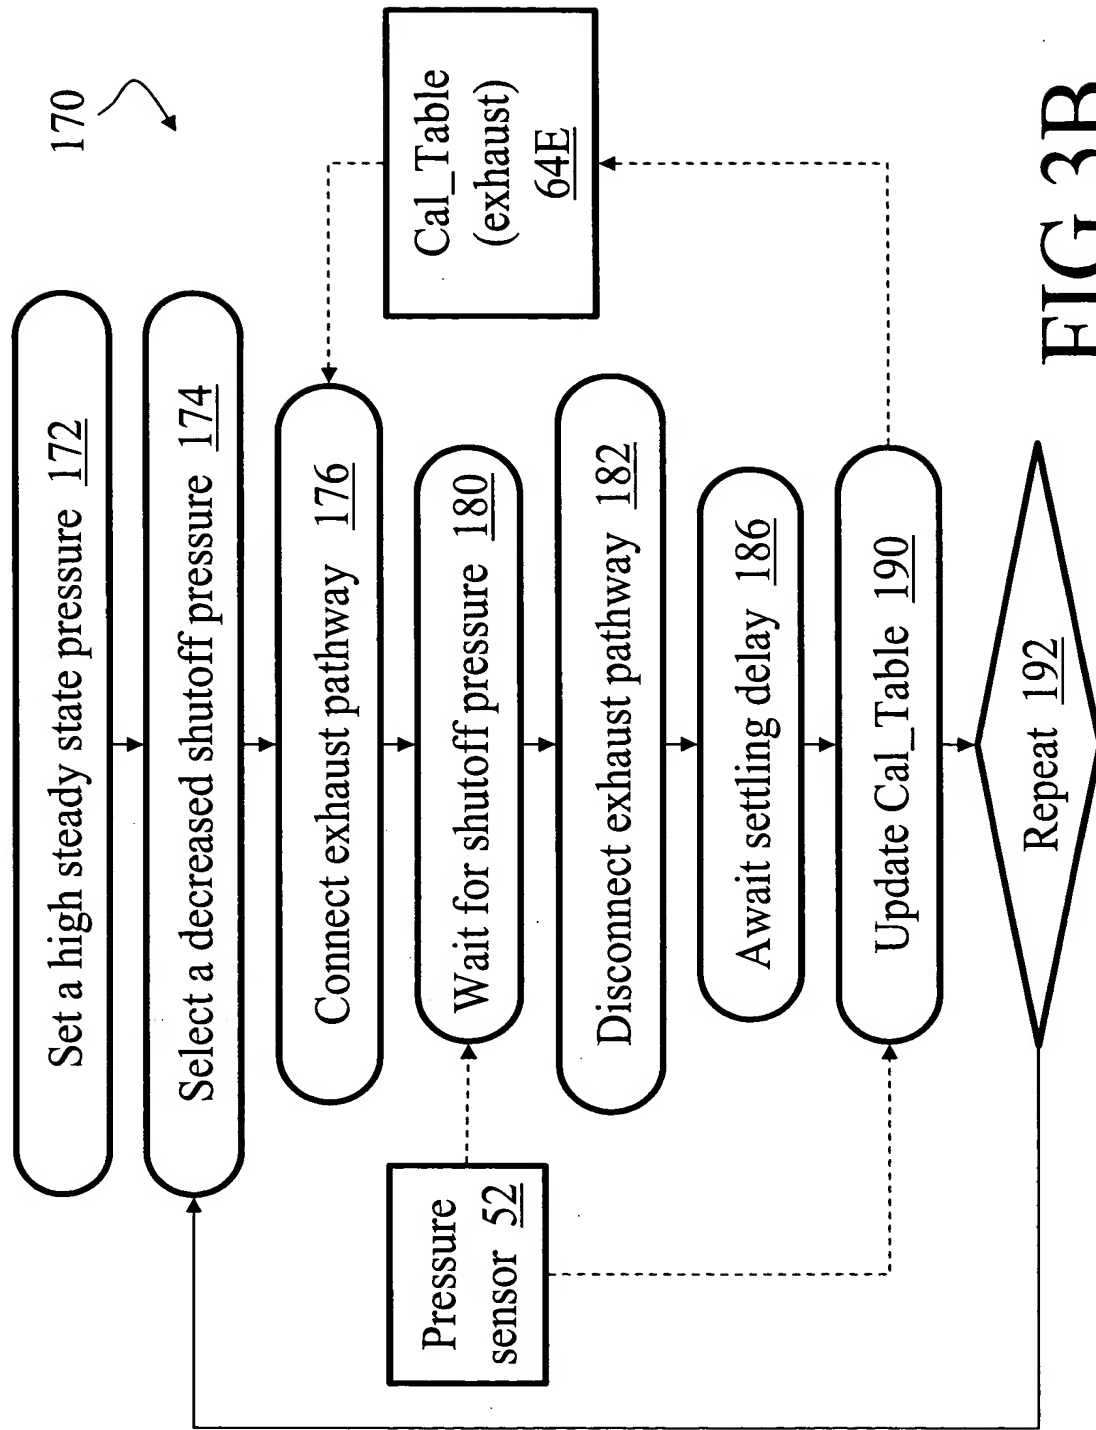 170
Set a high steady state pressure 172
Select a decreased shutoff pressure 174
Connect exhaust pathway 176
Cal_Table
(exhaust)
64E
Pressure
sensor 52
Wait for shutoff pressure 180
Disconnect exhaust pathway 182
Await settling delay 186
Update Cal_Table 190
Repeat 192
FIG 3B